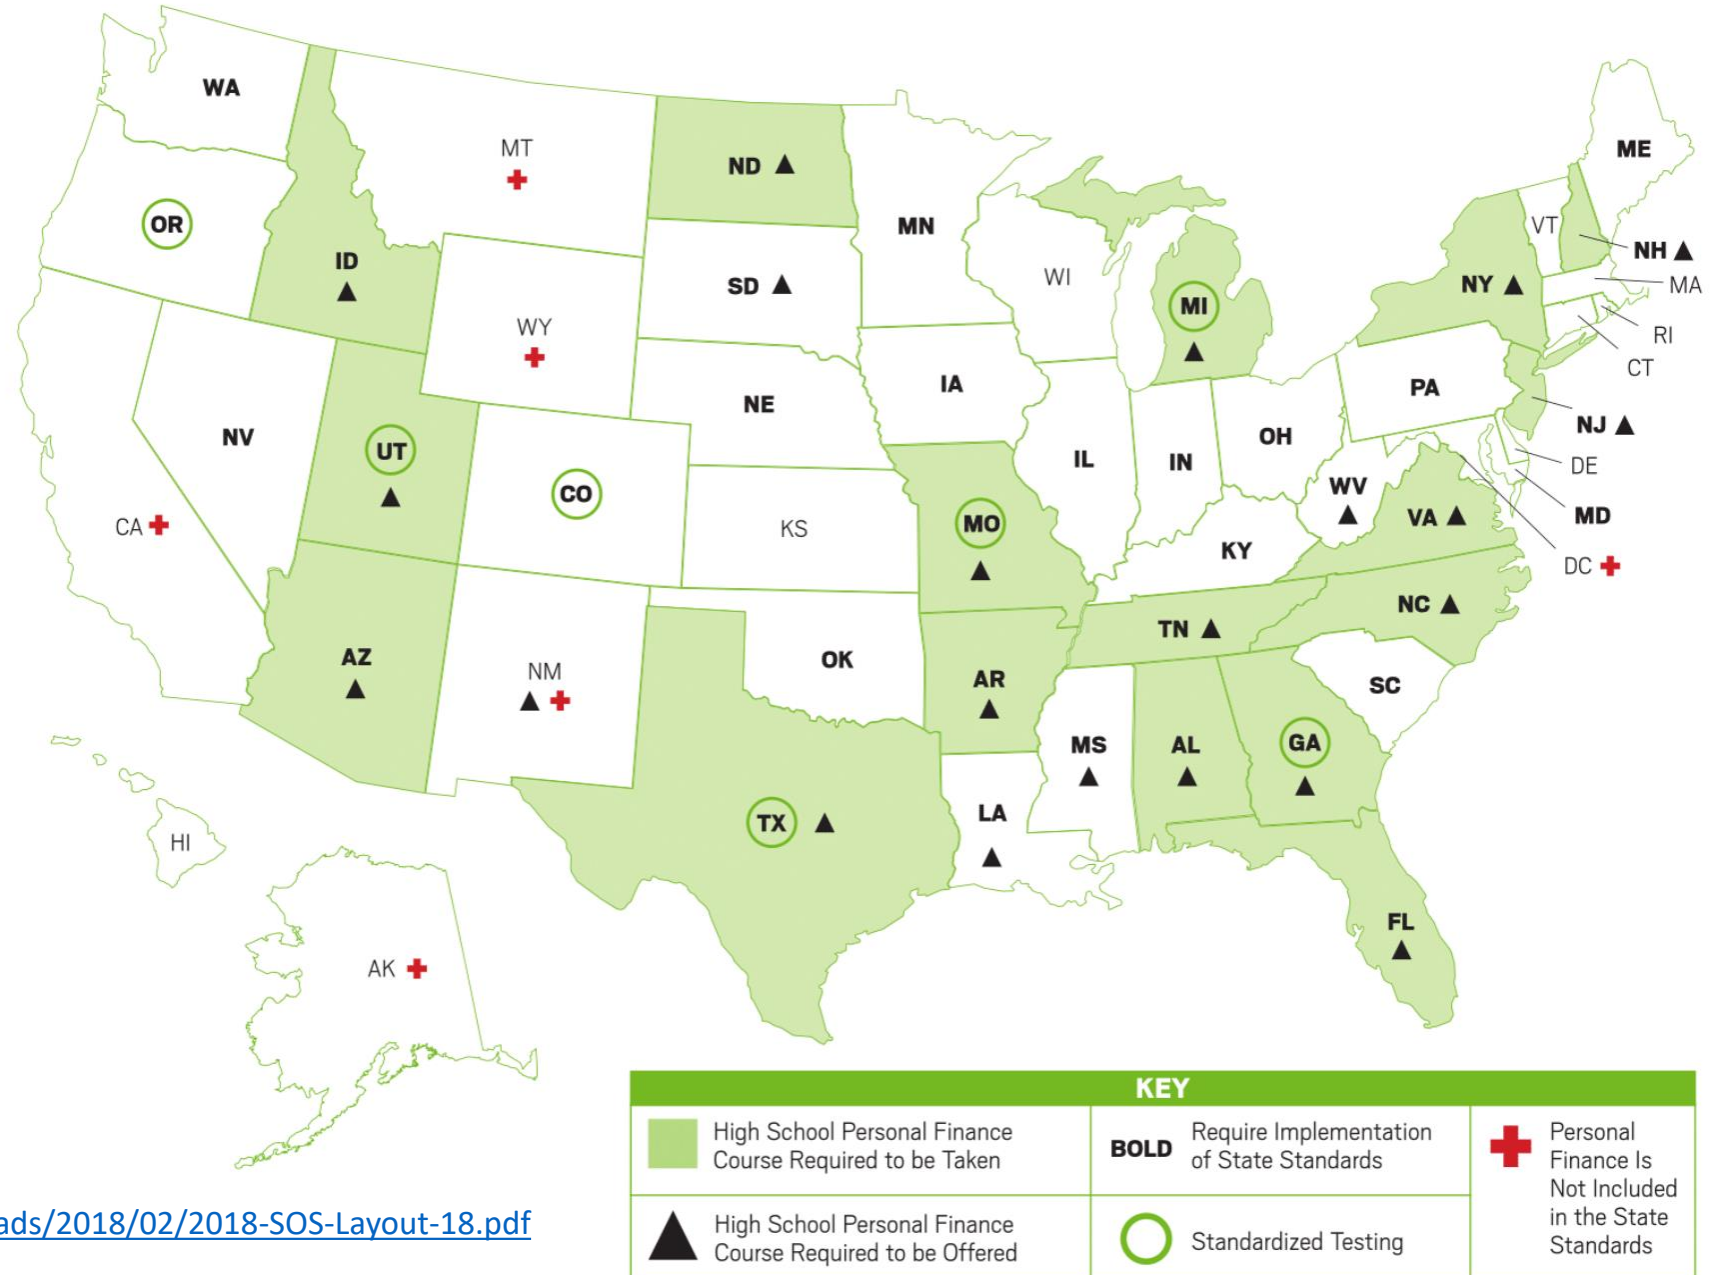 WA
MT
ND
MN
ME
OR
ID
SD
WI
MI
NY
VT
NH
MA
RI
CT
WY
IA
NE
PA
NJ
NV
UT
CO
IL
IN
OH
WV
DE
MD
CA
KS
MO
KY
VA
DC
AZ
NM
OK
AR
TN
NC
SC
MS
AL
GA
TX
LA
HI
FL
AK
KEY
High School Personal Finance
Course Required to be Taken
BOLD
Require Implementation
of State Standards
Personal
Finance Is
Not Included
in the State
Standards
High School Personal Finance
Course Required to be Offered
Standardized Testing
ads/2018/02/2018-SOS-Layout-18.pdf